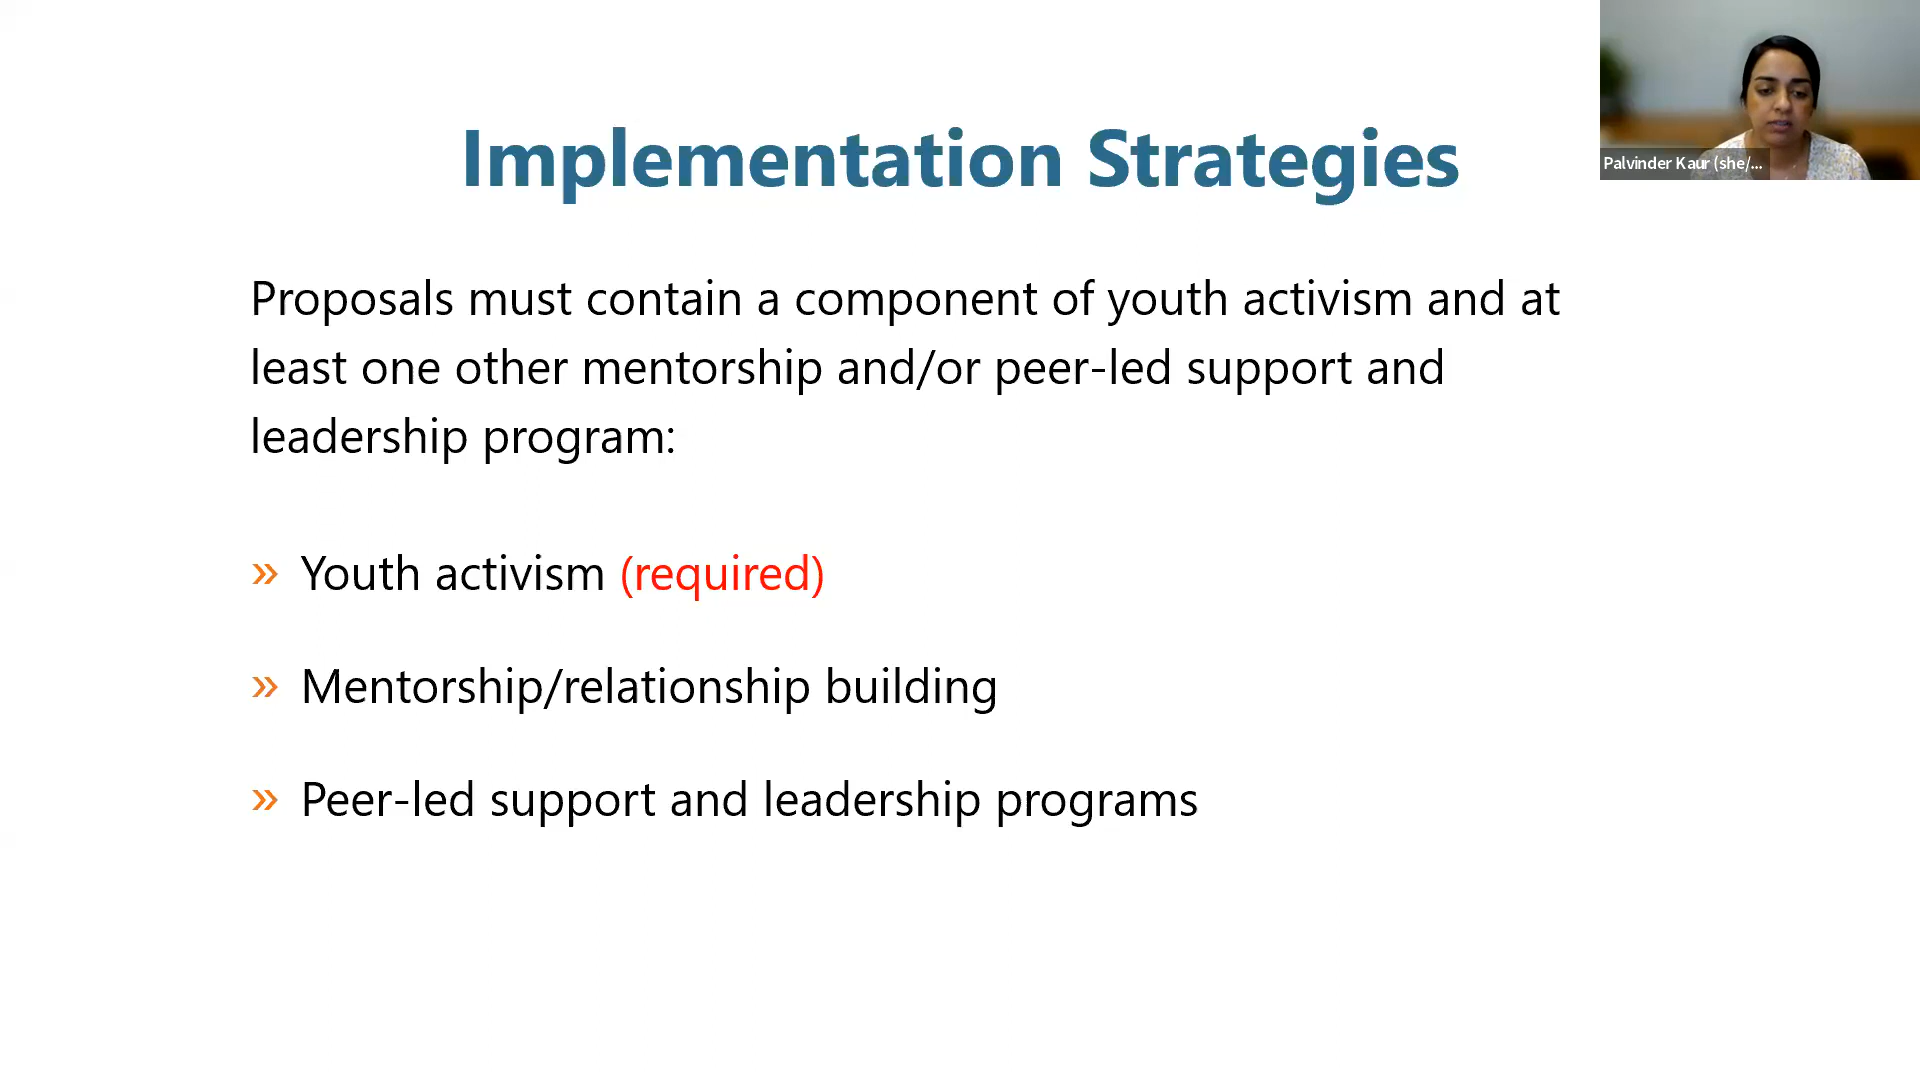 Implementation Strategies
Palvinder Kaur (she/...
Proposals must contain a component of youth activism and at
least one other mentorship and/or peer-led support and
leadership program:
» Youth activism (required)
» Mentorship/relationship building
» Peer-led support and leadership programs